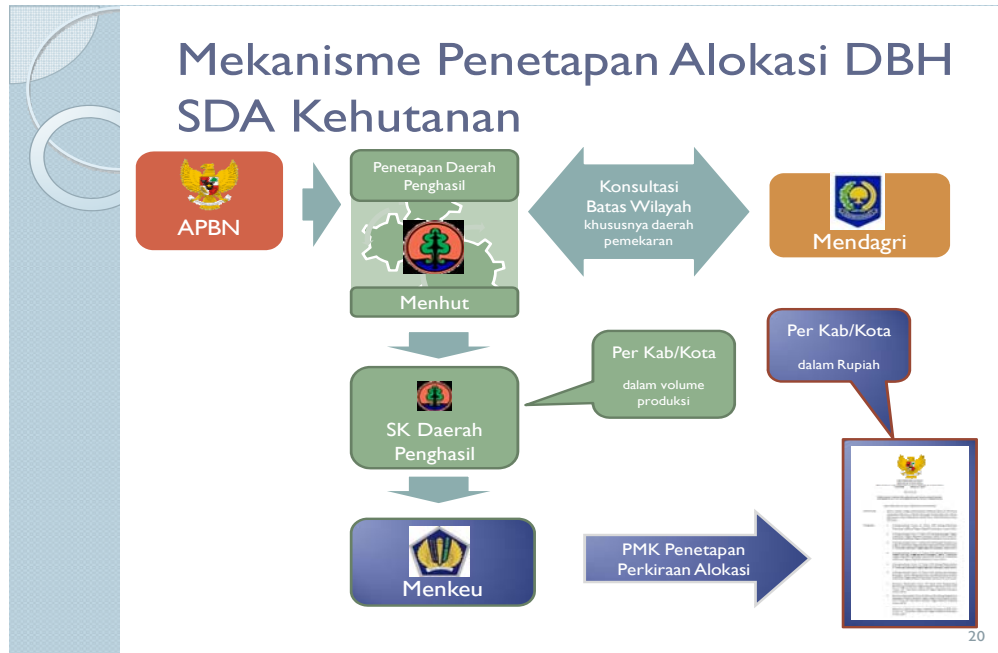 Mekanisme Penetapan Alokasi DBH
SDA Kehutanan
APBN
Penetapan Daerah
Penghasil
Menhut
Konsultasi
Batas Wilayah
khususnya daerah
pemekaran
Mendagri
SK Daerah
Penghasil
Per Kab/Kota
dalam volume
produksi
Per Kab/Kota
dalam Rupiah
Menkeu
PMK Penetapan
Perkiraan Alokasi
20